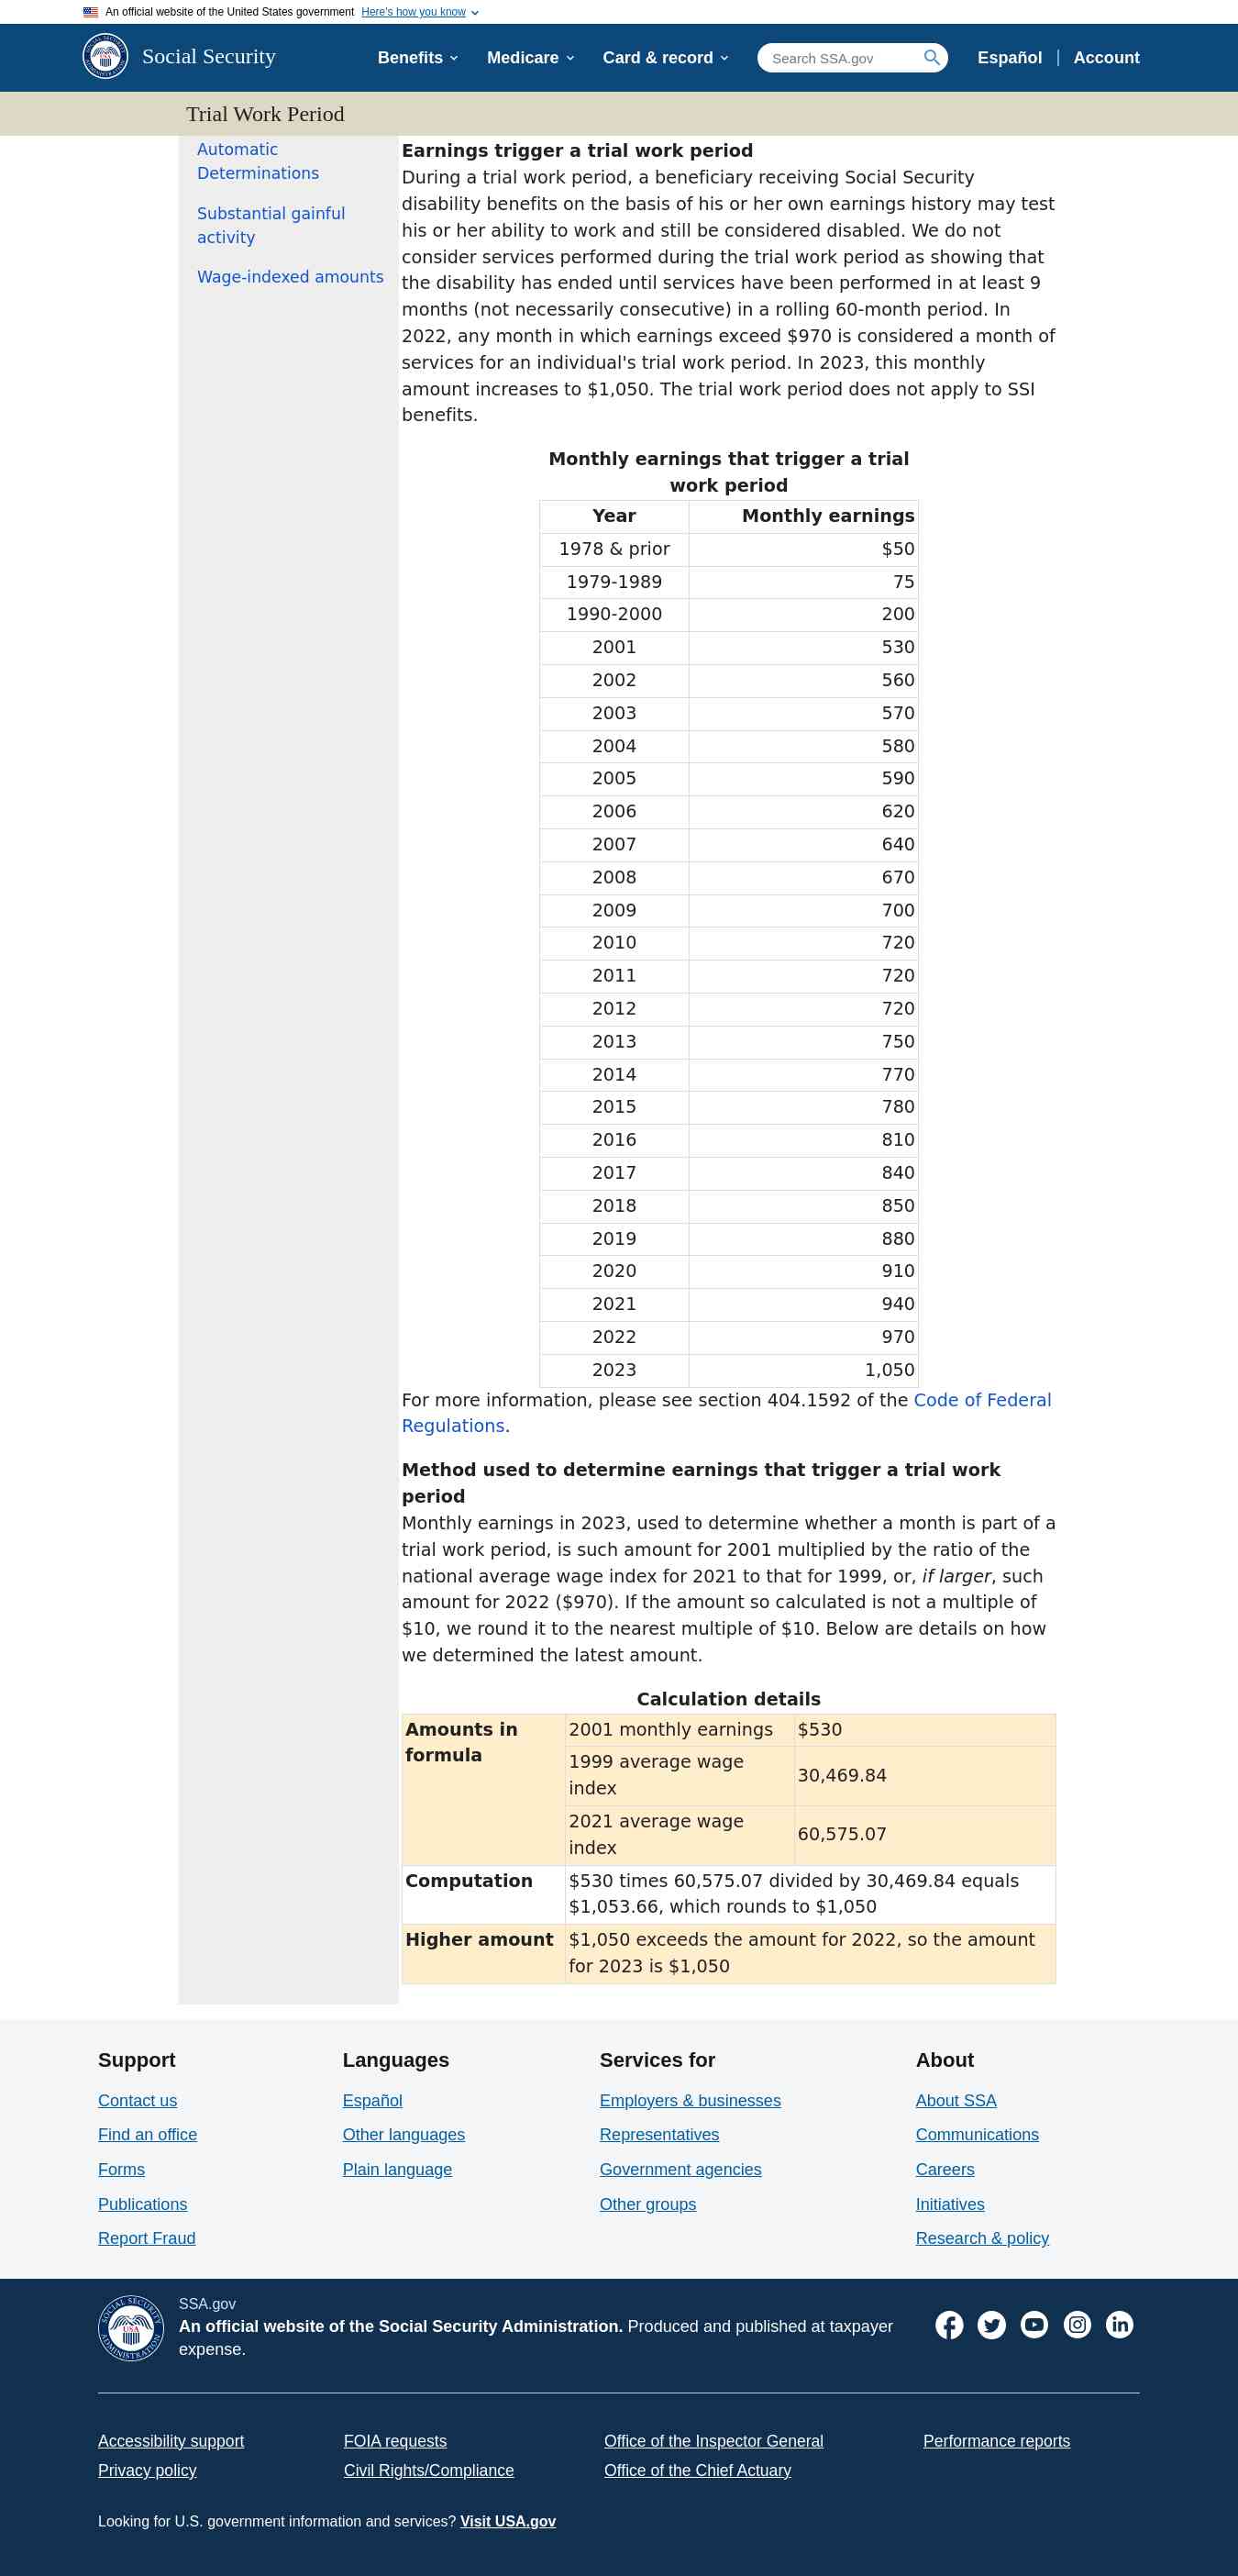 An official website of the United States government Here's how you know
Social Security
Benefits
Medicare
Card & record
Search SSA.gov
Español
Account
Trial Work Period
Automatic
Determinations
Substantial gainful
activity
Wage-indexed amounts
Earnings trigger a trial work period
During a trial work period, a beneficiary receiving Social Security
disability benefits on the basis of his or her own earnings history may test
his or her ability to work and still be considered disabled. We do not
consider services performed during the trial work period as showing that
the disability has ended until services have been performed in at least 9
months (not necessarily consecutive) in a rolling 60-month period. In
2022, any month in which earnings exceed $970 is considered a month of
services for an individual's trial work period. In 2023, this monthly
amount increases to $1,050. The trial work period does not apply to SSI
benefits.
Monthly earnings that trigger a trial
work period
Year Monthly earnings
1978 & prior $50
1979-1989 75
1990-2000 200
2001 530
2002 560
2003 570
2004 580
2005 590
2006 620
2007 640
2008 670
2009 700
2010 720
2011 720
2012 720
2013 750
2014 770
2015 780
2016 810
2017 840
2018 850
2019 880
2020 910
2021 940
2022 970
2023 1,050
For more information, please see section 404.1592 of the Code of Federal
Regulations.
Method used to determine earnings that trigger a trial work
period
Monthly earnings in 2023, used to determine whether a month is part of a
trial work period, is such amount for 2001 multiplied by the ratio of the
national average wage index for 2021 to that for 1999, or, if larger, such
amount for 2022 ($970). If the amount so calculated is not a multiple of
$10, we round it to the nearest multiple of $10. Below are details on how
we determined the latest amount.
Calculation details
Amounts in
formula
2001 monthly earnings $530
1999 average wage
index
30,469.84
2021 average wage
index
60,575.07
Computation
$530 times 60,575.07 divided by 30,469.84 equals
$1,053.66, which rounds to $1,050
Higher amount
$1,050 exceeds the amount for 2022, so the amount
for 2023 is $1,050
Support
Contact us
Find an office
Forms
Publications
Report Fraud
Languages
Español
Other languages
Plain language
Services for
Employers & businesses
Representatives
Government agencies
Other groups
About
About SSA
Communications
Careers
Initiatives
Research & policy
SOCIAL SECURITY
USA
ADMINISTRATION
SSA.gov
An official website of the Social Security Administration. Produced and published at taxpayer
expense.
Accessibility support
Privacy policy
FOIA requests
Civil Rights/Compliance
Office of the Inspector General
Office of the Chief Actuary
Performance reports
Looking for U.S. government information and services? Visit USA.gov